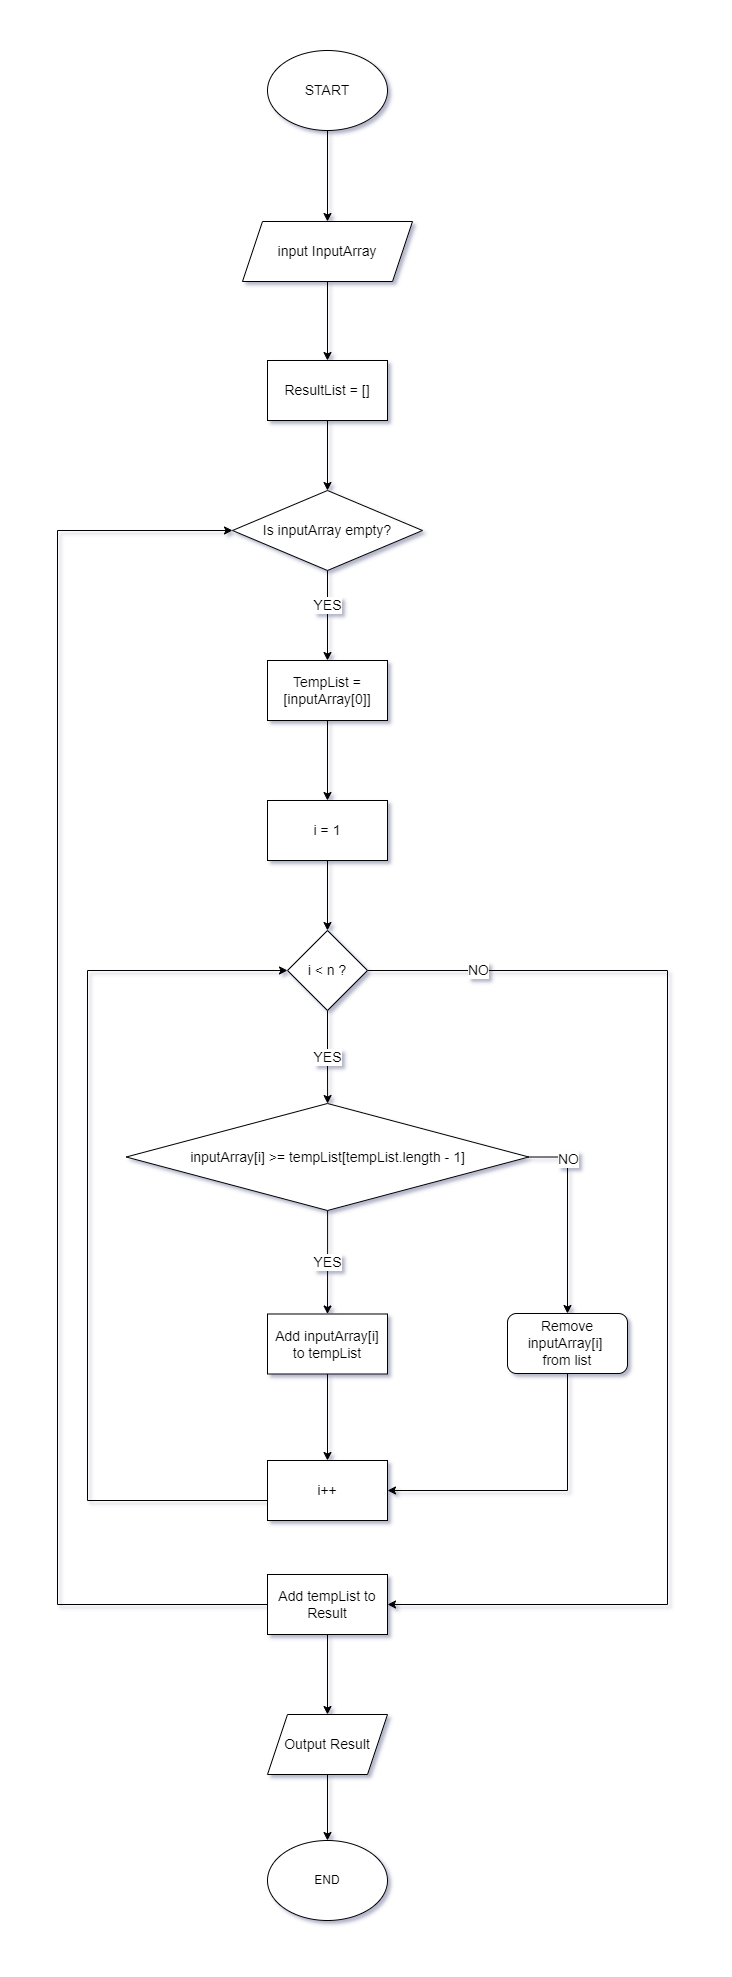 START
input InputArray
ResultList = []
Is inputArray empty?
YES
TempList =
[inputArray[0]]
i = 1
i < n ?
NO
YES
inputArray[i] >= tempList[tempList.length - 1]
NO
YES
Add inputArray[i]
to tempList
Remove
inputArray[i]
from list
i++
Add tempList to
Result
Output Result
END